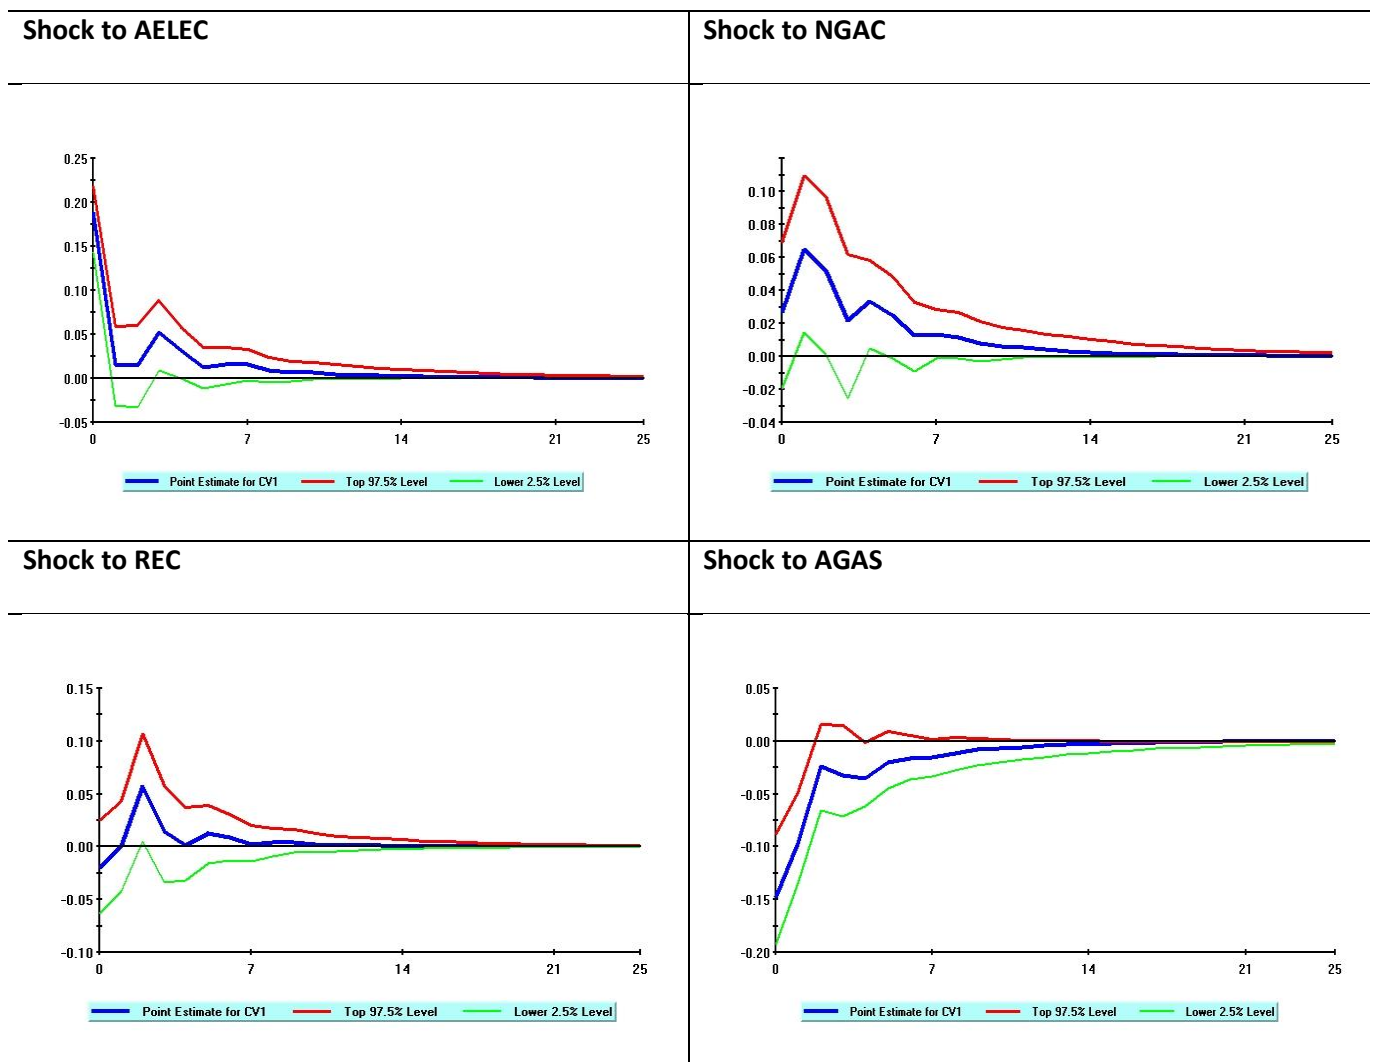 Shock to AELEC
Shock to NGAC
0.25
0.20
0.15
0.10
0.05
0.00
-0.05
0 7 14 21 25
Point Estimate for CV1 Top 97.5% Level Lower 2.5% Level
0.10
0.08
0.06
0.04
0.02
0.00
-0.02
-0.04
0 7 14 21 25
Point Estimate for CV1 Top 97.5% Level Lower 2.5% Level
Shock to REC
Shock to AGAS
0.15
0.10
0.05
0.00
-0.05
-0.10
0 7 14 21 25
Point Estimate for CV1 Top 97.5% Level Lower 2.5% Level
0.05
0.00
-0.05
-0.10
-0.15
-0.20
0 7 14 21 25
Point Estimate for CV1 Top 97.5% Level Lower 2.5% Level